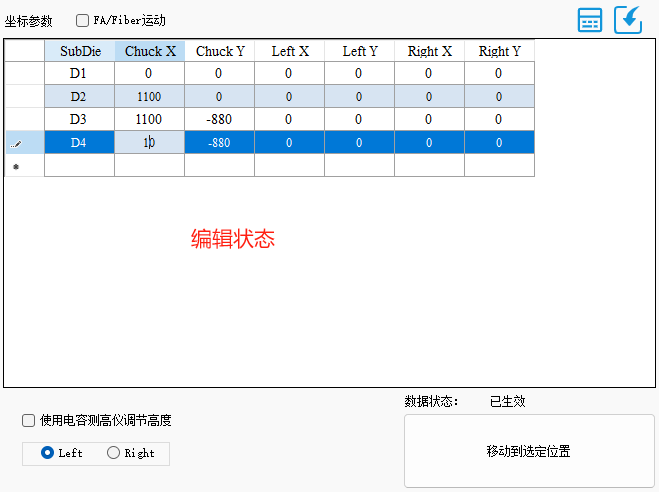 坐标参数 FA/Fiber运动
SubDie Chuck X Chuck Y Left X Left Y Right X Right Y
D1 0 0 0 0 0 0
D2 1100 0 0 0 0 0
D3 1100 -880 0 0 0 0
D4 10 -880 0 0 0 0
编辑状态
数据状态： 已生效
使用电容测高仪调节高度
移动到选定位置
Left Right